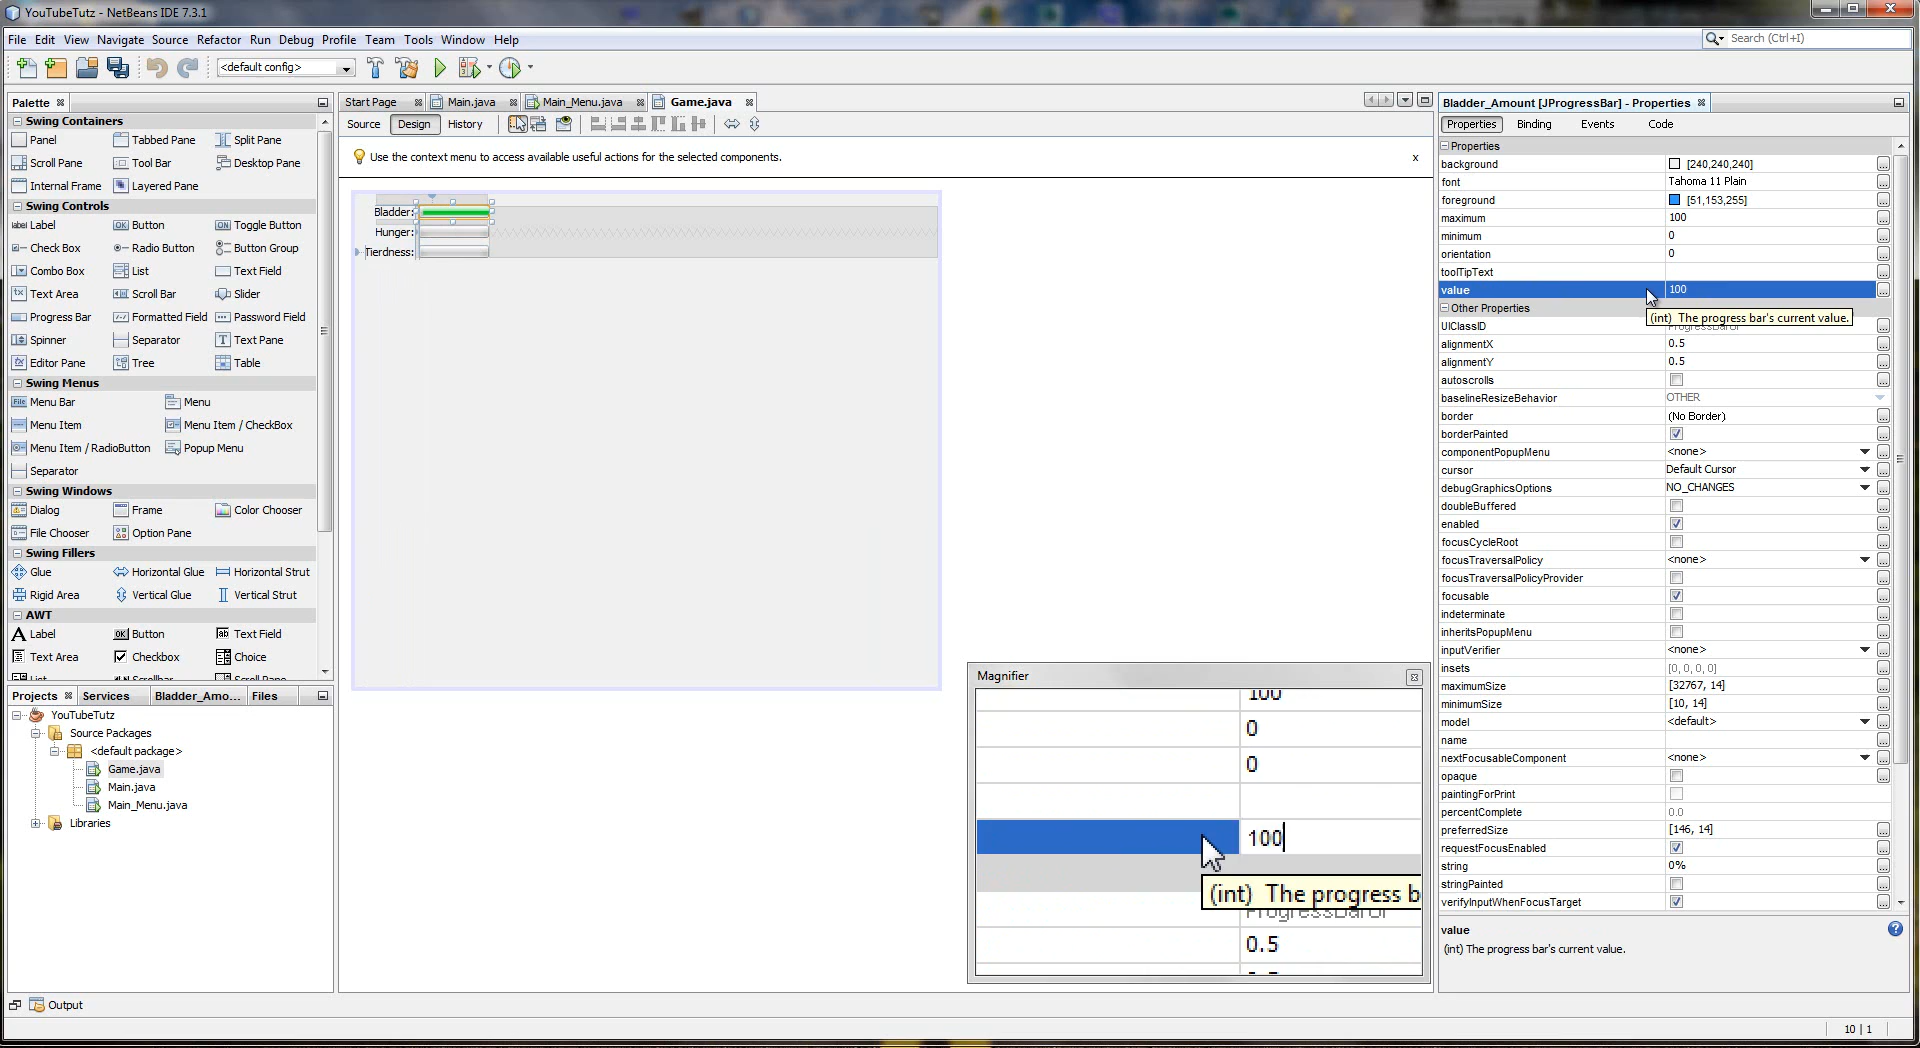 YouTubeTutz - NetBeans IDE 7.3.1
File Edit View Navigate Source Refactor Run Debug Profile Team Tools Window Help
Search (Ctrl+I)
<default config>
Palette
Swing Containers
Panel Tabbed Pane Split Pane
Scroll Pane Tool Bar Desktop Pane
Internal Frame Layered Pane
Swing Controls
label Label OK Button ON Toggle Button
Check Box Radio Button Button Group
Combo Box List Text Field
Text Area Scroll Bar Slider
Progress Bar Formatted Field Password Field
Spinner Separator Text Pane
Editor Pane Tree Table
Swing Menus
File Menu Bar Menu
Menu Item Menu Item / CheckBox
Menu Item / RadioButton Popup Menu
Separator
Swing Windows
Dialog Frame Color Chooser
File Chooser Option Pane
Swing Fillers
Glue Horizontal Glue Horizontal Strut
Rigid Area Vertical Glue Vertical Strut
AWT
A Label OK Button ab Text Field
Text Area Checkbox Choice
List Scrollbar Scroll Pane
Projects Services Bladder_Amo... Files
YouTubeTutz
Source Packages
<default package>
Game.java
Main.java
Main_Menu.java
Libraries
Output
Start Page Main.java Main_Menu.java Game.java
Source Design History
Use the context menu to access available useful actions for the selected components. x
Bladder:
Hunger:
Tierdness:
Magnifier
100
0
0
100
(int) The progress b
ProgressBarUI
0.5
Bladder_Amount [JProgressBar] - Properties
Properties Binding Events Code
Properties
background [240,240,240]
font Tahoma 11 Plain
foreground [51,153,255]
maximum 100
minimum 0
orientation 0
toolTipText
value 100
Other Properties
(int) The progress bar's current value.
UIClassID ProgressBarUI
alignmentX 0.5
alignmentY 0.5
autoscrolls
baselineResizeBehavior OTHER
border (No Border)
borderPainted
componentPopupMenu <none>
cursor Default Cursor
debugGraphicsOptions NO_CHANGES
doubleBuffered
enabled
focusCycleRoot
focusTraversalPolicy <none>
focusTraversalPolicyProvider
focusable
indeterminate
inheritsPopupMenu
inputVerifier <none>
insets [0, 0, 0, 0]
maximumSize [32767, 14]
minimumSize [10, 14]
model <default>
name
nextFocusableComponent <none>
opaque
paintingForPrint
percentComplete 0.0
preferredSize [146, 14]
requestFocusEnabled
string 0%
stringPainted
verifyInputWhenFocusTarget
value
(int) The progress bar's current value.
10 | 1